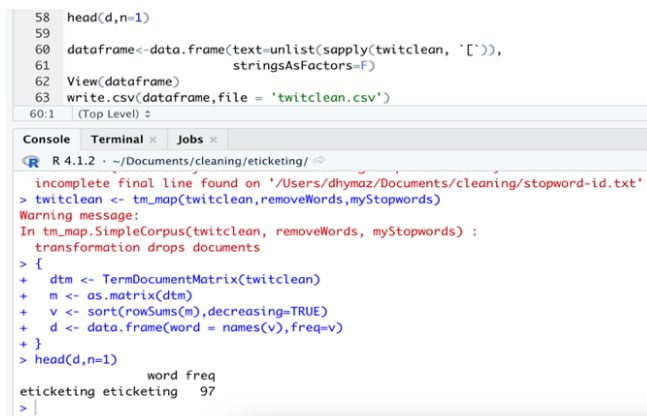 58 head(d,n=1)
59
60 dataframe<-data.frame(text=unlist(sapply(twitclean, `[`)),
61 stringsAsFactors=F)
62 View(dataframe)
63 write.csv(dataframe,file = 'twitclean.csv')
60:1 (Top Level)
Console Terminal × Jobs ×
R R 4.1.2 · ~/Documents/cleaning/eticketing/
incomplete final line found on '/Users/dhymaz/Documents/cleaning/stopword-id.txt'
> twitclean <- tm_map(twitclean,removeWords,myStopwords)
Warning message:
In tm_map.SimpleCorpus(twitclean, removeWords, myStopwords) :
transformation drops documents
> {
+ dtm <- TermDocumentMatrix(twitclean)
+ m <- as.matrix(dtm)
+ v <- sort(rowSums(m),decreasing=TRUE)
+ d <- data.frame(word = names(v),freq=v)
+ }
> head(d,n=1)
word freq
eticketing eticketing 97
>